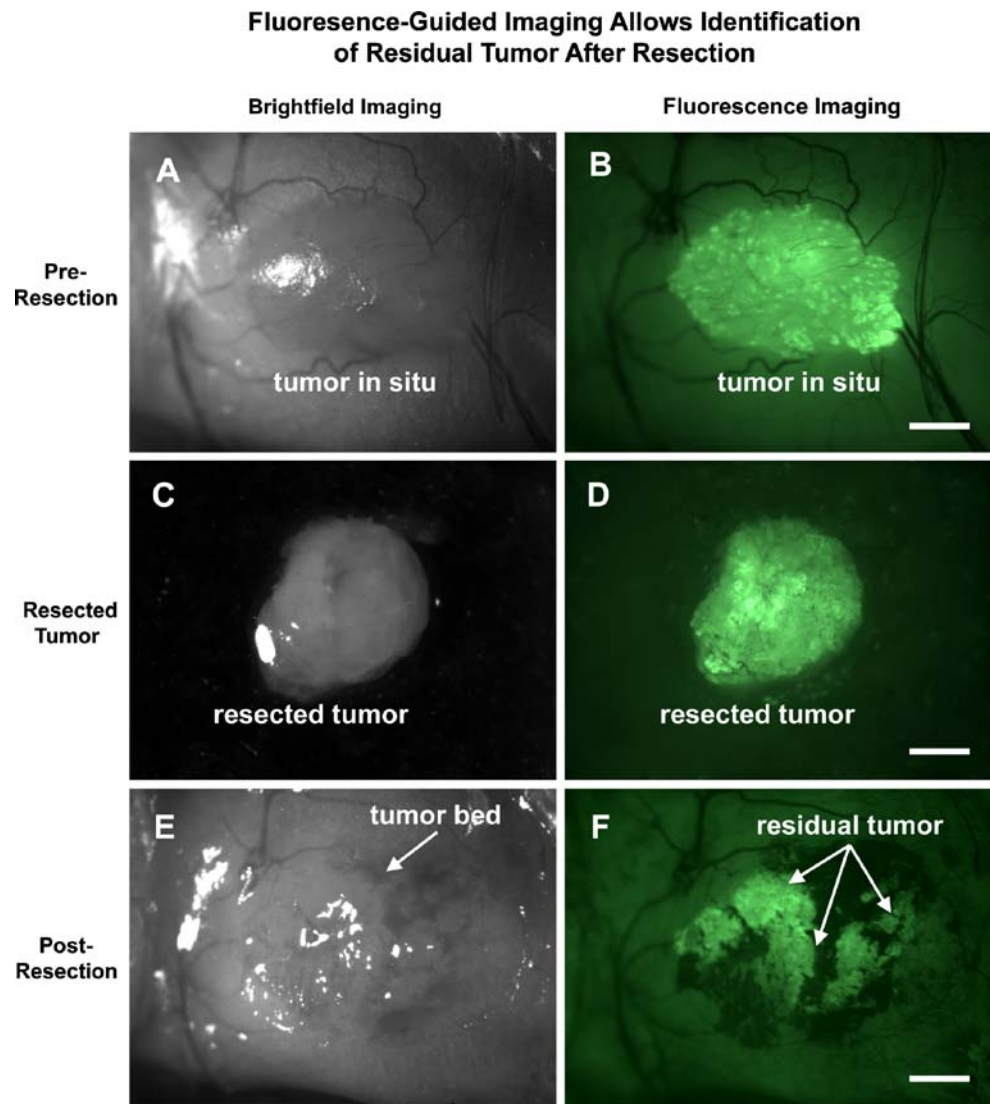 Fluoresence-Guided Imaging Allows Identification
of Residual Tumor After Resection
Brightfield Imaging
Fluorescence Imaging
Pre-
Resection
A
tumor in situ
B
tumor in situ
Resected
Tumor
C
resected tumor
D
resected tumor
Post-
Resection
E
tumor bed
F
residual tumor